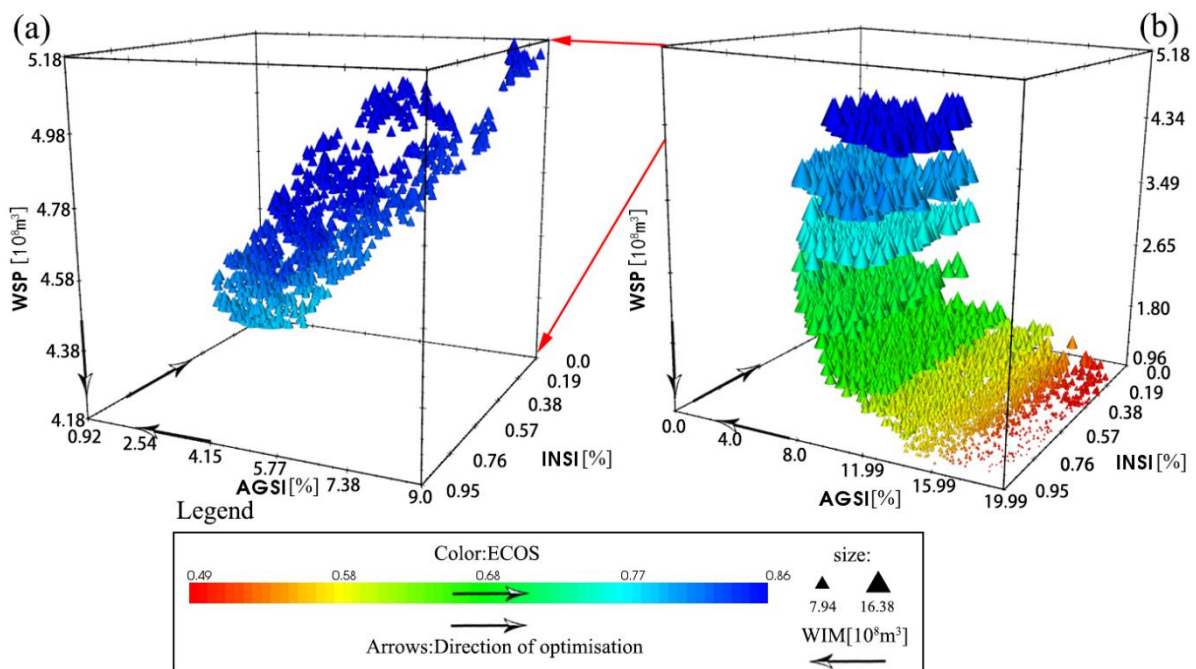 (a)
5.18
4.98
4.78
4.58
4.38
4.18
WSP [10⁸m³]
0.92
2.54
4.15
5.77
7.38
9.0
AGSI[%]
0.0
0.19
0.38
0.57
0.76
0.95
INSI[%]
(b)
5.18
4.34
3.49
2.65
1.80
0.96
WSP [10⁸m³]
0.0
4.0
8.0
11.99
15.99
19.99
AGSI[%]
0.0
0.19
0.38
0.57
0.76
0.95
INSI[%]
Legend
Color:ECOS
0.49 0.58 0.68 0.77 0.86
Arrows:Direction of optimisation
size:
7.94 16.38
WIM[10⁸m³]